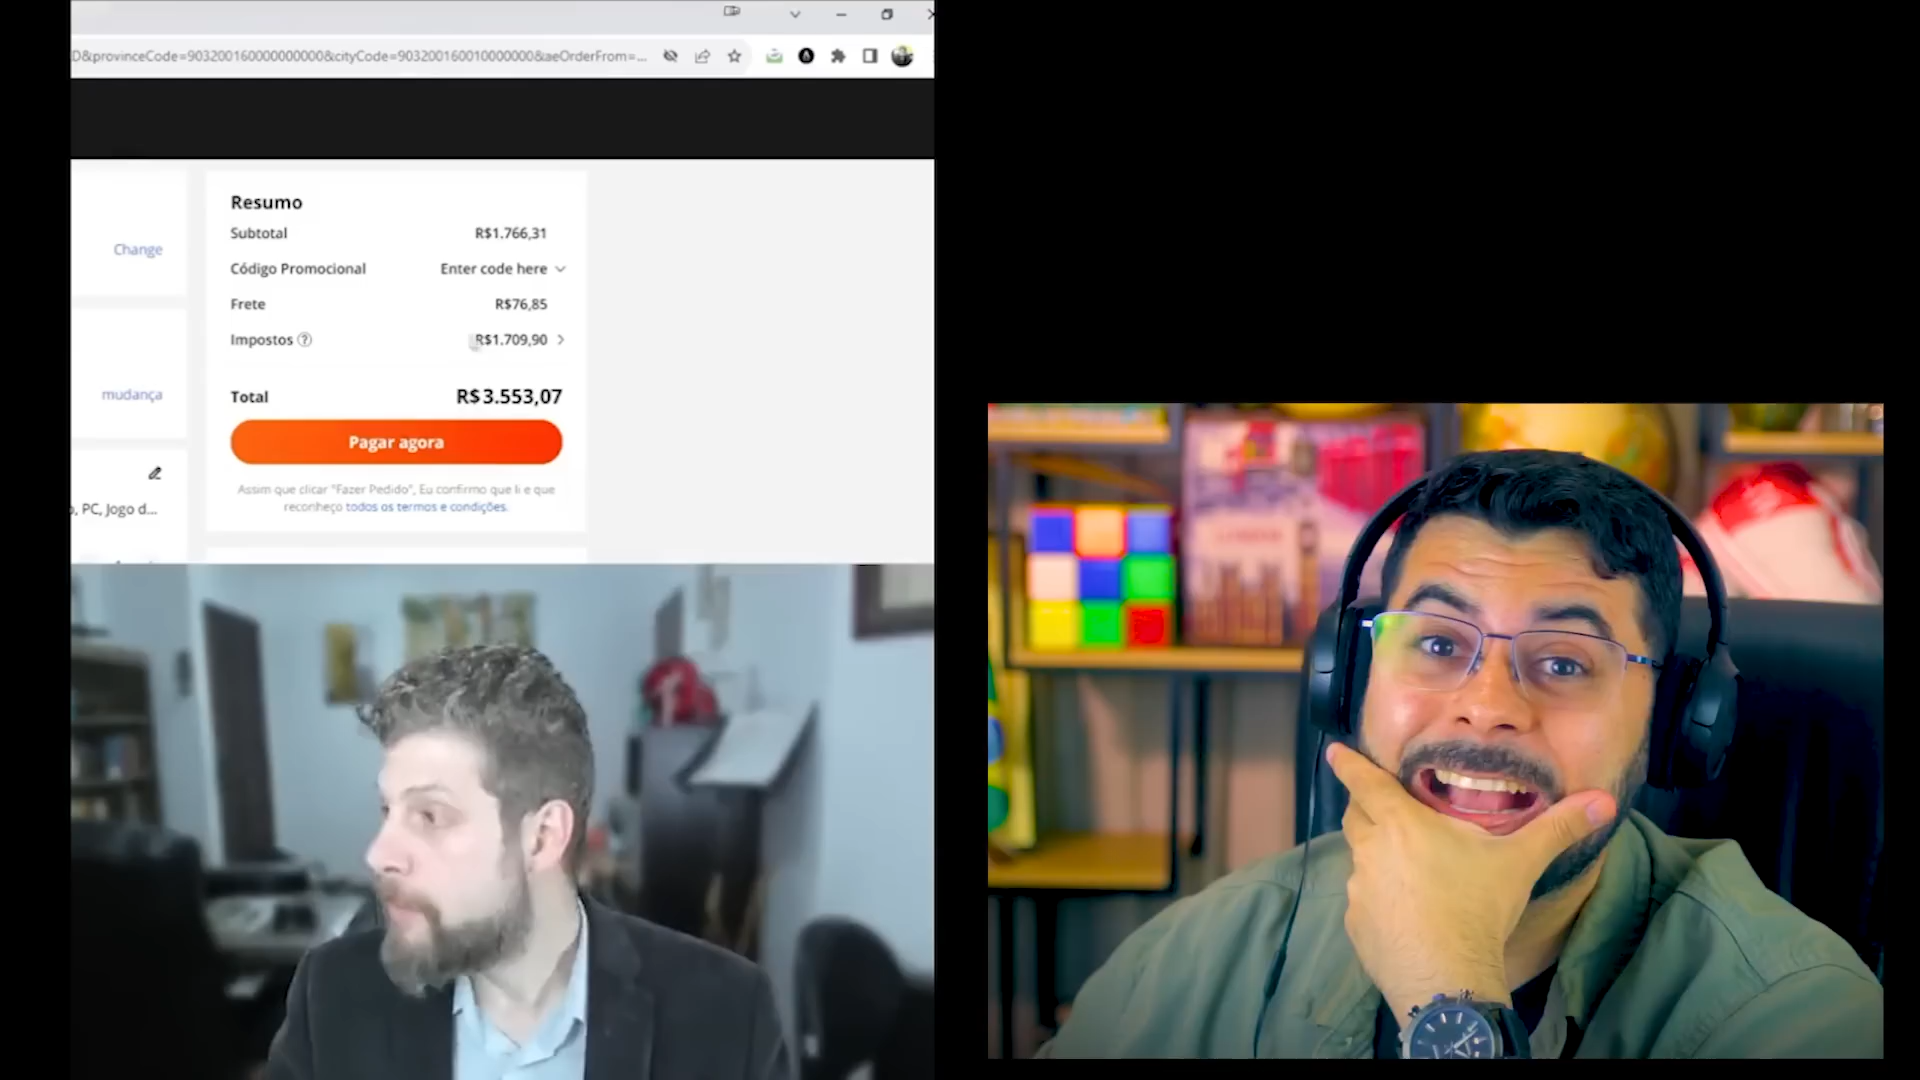 D&provinceCode=903200160000000000&cityCode=903200160010000000&aeOrderFrom=...
Change
mudança
, PC, Jogo d...
Resumo
Subtotal R$1.766,31
Código Promocional Enter code here
Frete R$76,85
Impostos ? R$1.709,90
Total R$3.553,07
Pagar agora
Assim que clicar "Fazer Pedido", Eu confirmo que li e que
reconheço todos os termos e condições.